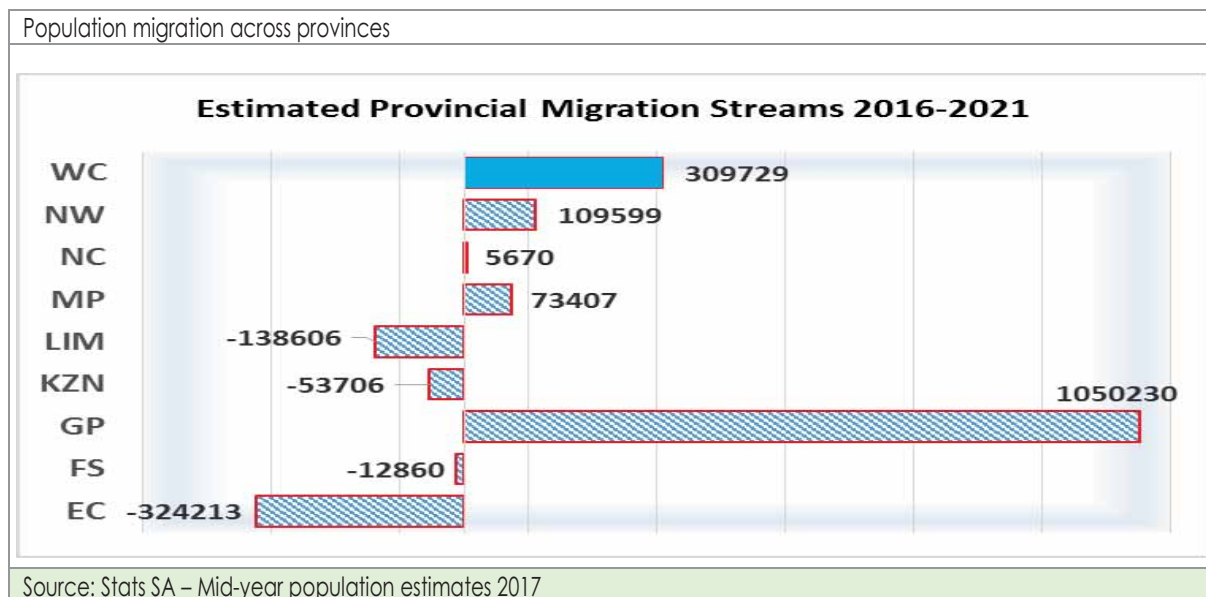 Population migration across provinces
Estimated Provincial Migration Streams 2016-2021
WC 309729
NW 109599
NC 5670
MP 73407
LIM -138606
KZN -53706
GP 1050230
FS -12860
EC -324213
Source: Stats SA – Mid-year population estimates 2017